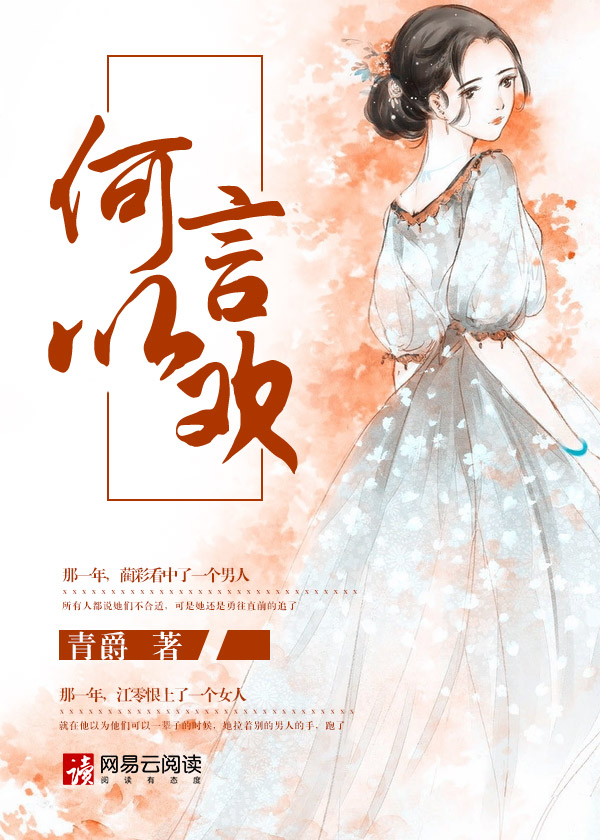 何言以欢
那一年，蔺彩看中了一个男人
x x x x x x x x x x x x x x x x x x x x x x x x x x x x x x x x
所有人都说她们不合适，可是她还是勇往直前的追了
青爵 著
那一年，江零恨上了一个女人
x x x x x x x x x x x x x x x x x x x x x x x x x x x x x x x x
就在他以为他们可以一辈子的时候，她拉着别的男人的手，跑了
读 网易云阅读
阅读有态度